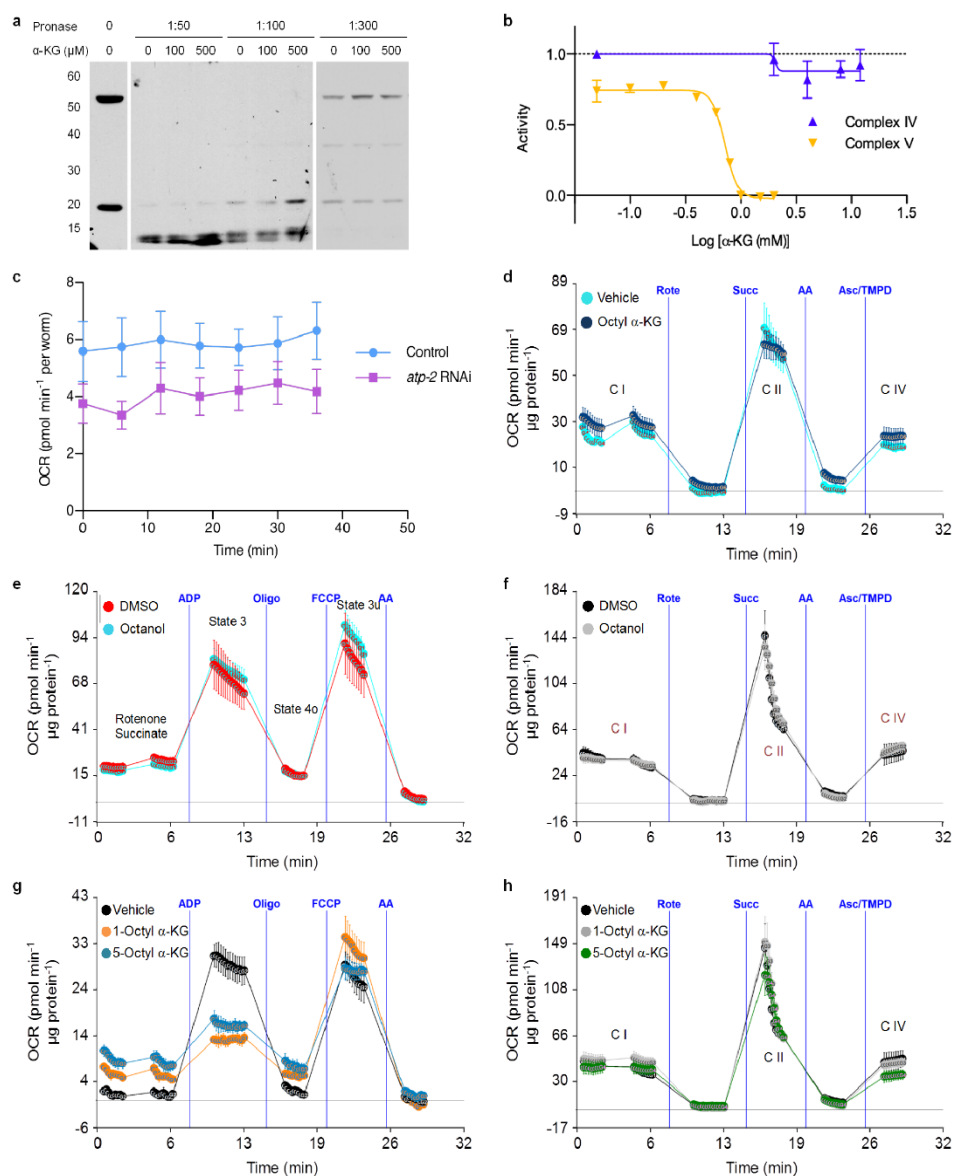 a
Pronase 0 1:50 1:100 1:300
α-KG (µM) 0 0 100 500 0 100 500 0 100 500
60
50
40
30
20
15
b
Activity
1.0
0.5
0.0
Complex IV
Complex V
-1.0 -0.5 0.0 0.5 1.0 1.5
Log [α-KG (mM)]
c
OCR (pmol min⁻¹ per worm)
8
6
4
2
0
Control
atp-2 RNAi
0 10 20 30 40 50
Time (min)
d
Rote Succ AA Asc/TMPD
Vehicle
Octyl α-KG
OCR (pmol min⁻¹
µg protein⁻¹)
89
69
49
30
10
-9
C I
C II
C IV
0 6 13 19 26 32
Time (min)
e
ADP Oligo FCCP AA
DMSO
Octanol
State 3
State 3u
Rotenone
Succinate
State 4o
OCR (pmol min⁻¹
µg protein⁻¹)
120
94
68
41
15
-11
0 6 13 20 26 32
Time (min)
f
Rote Succ AA Asc/TMPD
DMSO
Octanol
OCR (pmol min⁻¹
µg protein⁻¹)
184
144
104
64
24
-16
C I
C II
C IV
0 6 13 19 26 32
Time (min)
g
ADP Oligo FCCP AA
Vehicle
1-Octyl α-KG
5-Octyl α-KG
OCR (pmol min⁻¹
µg protein⁻¹)
43
33
24
14
4
-6
0 6 13 20 26 32
Time (min)
h
Rote Succ AA Asc/TMPD
Vehicle
1-Octyl α-KG
5-Octyl α-KG
OCR (pmol min⁻¹
µg protein⁻¹)
191
149
108
66
24
-17
C I
C II
C IV
0 6 13 19 26 32
Time (min)